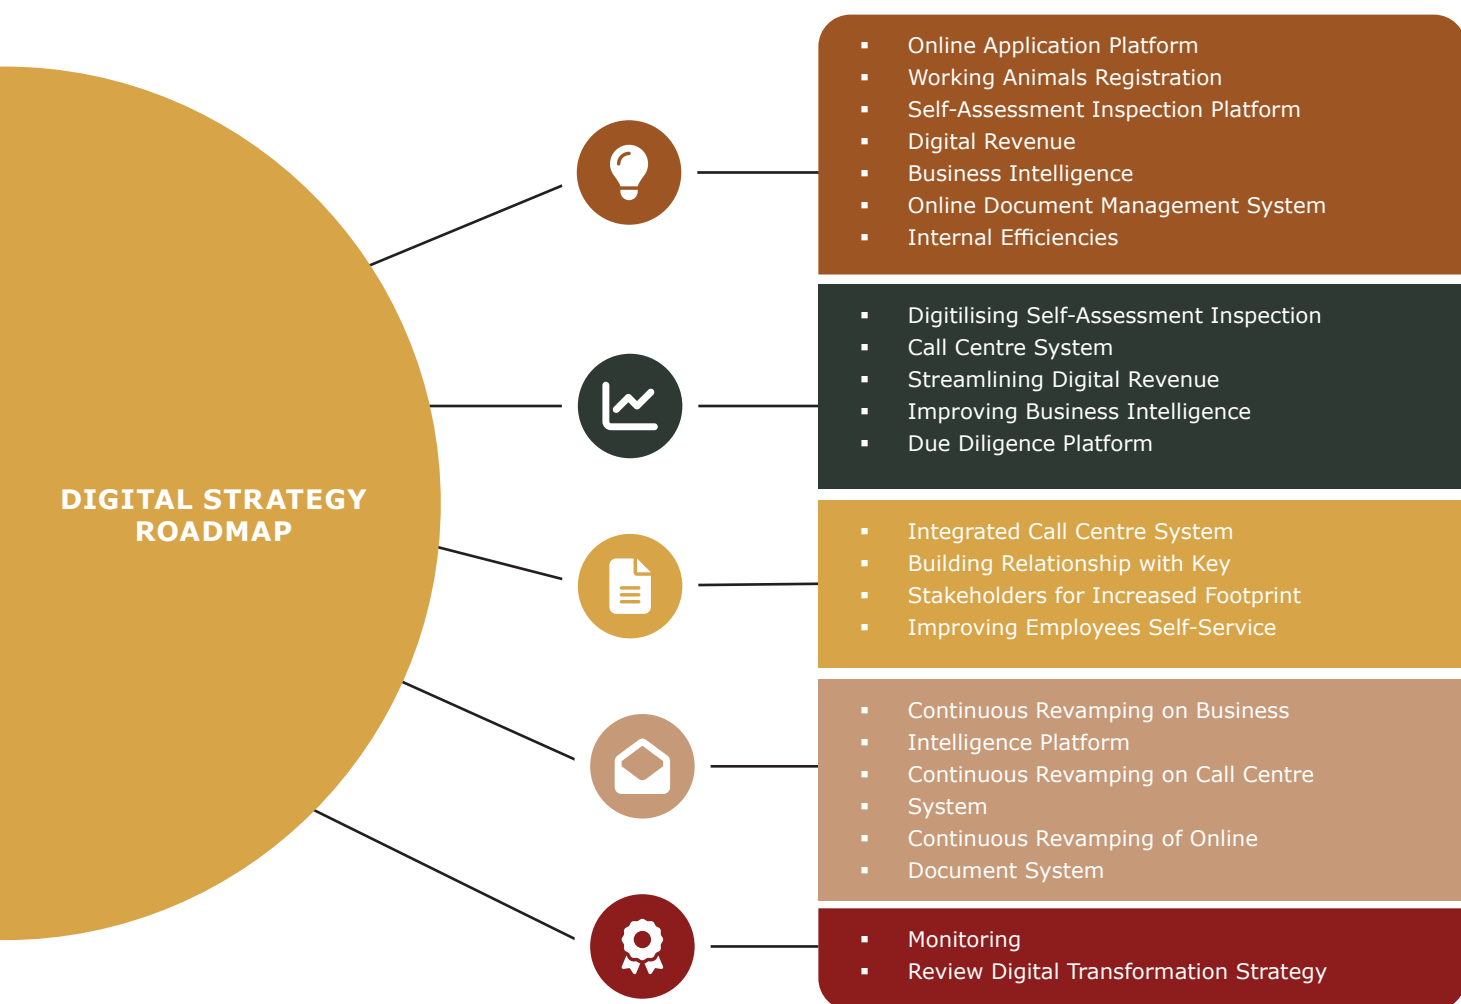 DIGITAL STRATEGY
ROADMAP
▪ Online Application Platform
▪ Working Animals Registration
▪ Self-Assessment Inspection Platform
▪ Digital Revenue
▪ Business Intelligence
▪ Online Document Management System
▪ Internal Efficiencies
▪ Digitilising Self-Assessment Inspection
▪ Call Centre System
▪ Streamlining Digital Revenue
▪ Improving Business Intelligence
▪ Due Diligence Platform
▪ Integrated Call Centre System
▪ Building Relationship with Key
▪ Stakeholders for Increased Footprint
▪ Improving Employees Self-Service
▪ Continuous Revamping on Business
▪ Intelligence Platform
▪ Continuous Revamping on Call Centre
▪ System
▪ Continuous Revamping of Online
▪ Document System
▪ Monitoring
▪ Review Digital Transformation Strategy